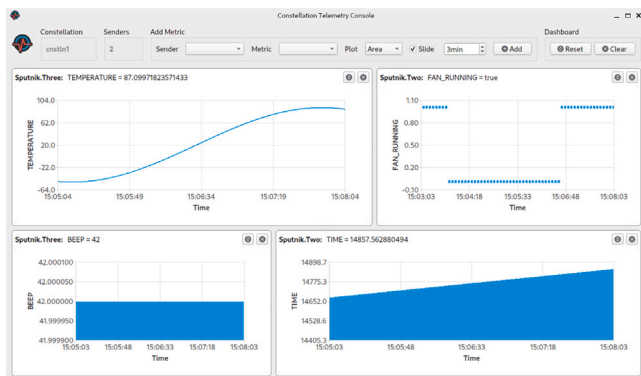 Constellation Telemetry Console
Constellation Senders Add Metric Dashboard
cnstln1 2 Sender Metric Plot Area Slide 3min Add Reset Clear
Sputnik.Three: TEMPERATURE = 87.09971823571433
TEMPERATURE
104.0
62.0
20.0
-22.0
-64.0
15:05:04 15:05:49 15:06:34 15:07:19 15:08:04
Time
Sputnik.Two: FAN_RUNNING = true
FAN_RUNNING
1.10
0.80
0.50
0.20
-0.10
15:03:03 15:04:18 15:05:33 15:06:48 15:08:03
Time
Sputnik.Three: BEEP = 42
BEEP
42.000100
42.000050
42.000000
41.999950
41.999900
15:05:03 15:05:48 15:06:33 15:07:18 15:08:03
Time
Sputnik.Two: TIME = 14857.562880494
TIME
14898.7
14775.3
14652.0
14528.6
14405.3
15:05:03 15:05:48 15:06:33 15:07:18 15:08:03
Time